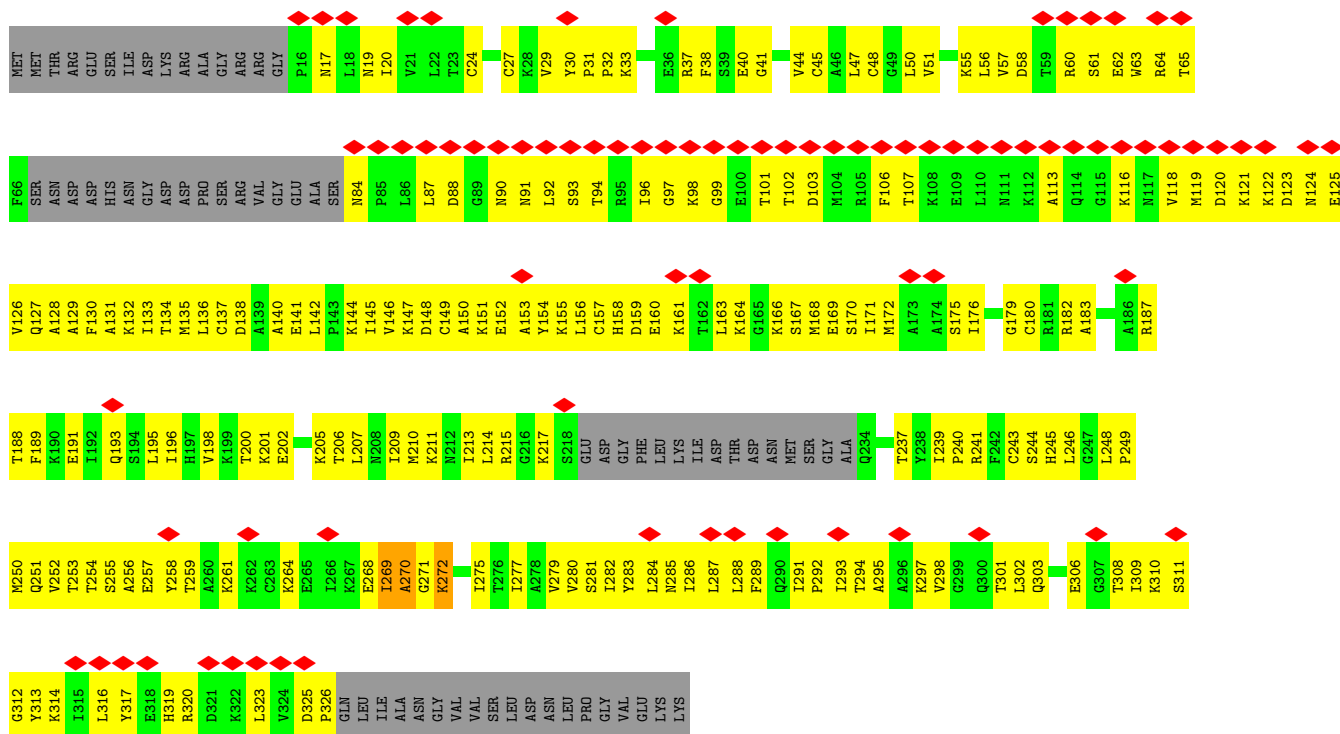 MET MET THR ARG GLU SER ILE ASP LYS ARG ALA GLY ARG ARG GLY P16 N17 L18 N19 I20 V21 L22 T23 C24 C27 K28 V29 Y30 P31 P32 K33 E36 R37 F38 S39 E40 G41 V44 C45 A46 L47 C48 G49 L50 V51 K55 L56 V57 D58 T59 R60 S61 E62 W63 R64 T65
F66 SER ASN ASP ASP HIS ASN GLY ASP ASP PRO SER ARG VAL GLY GLU ALA SER N84 P85 L86 L87 D88 G89 N90 N91 L92 S93 T94 R95 I96 G97 K98 G99 E100 T101 T102 D103 M104 R105 F106 T107 K108 E109 L110 N111 K112 A113 Q114 G115 K116 N117 V118 M119 D120 K121 K122 D123 N124 E125
V126 Q127 A128 A129 F130 A131 K132 I133 T134 M135 L136 C137 D138 A139 A140 E141 L142 P143 K144 I145 V146 K147 D148 C149 A150 K151 E152 A153 Y154 K155 L156 C157 H158 D159 E160 K161 T162 L163 K164 G165 K166 S167 M168 E169 S170 I171 M172 A173 A174 S175 I176 G179 C180 R181 R182 A183 A186 R187
T188 F189 K190 E191 I192 Q193 S194 L195 I196 H197 V198 K199 T200 K201 E202 K205 T206 L207 N208 I209 M210 K211 N212 I213 L214 R215 G216 K217 S218 GLU ASP GLY PHE LEU LYS ILE ASP THR ASP ASN MET SER GLY ALA Q234 T237 Y238 I239 P240 R241 F242 C243 S244 H245 L246 G247 L248 P249
M250 Q251 V252 T253 T254 S255 A256 E257 Y258 T259 A260 K261 K262 C263 K264 E265 I266 K267 E268 I269 A270 G271 K272 I275 T276 I277 A278 V279 V280 S281 I282 Y283 L284 N285 I286 L287 L288 F289 Q290 I291 P292 I293 T294 A295 A296 K297 V298 G299 Q300 T301 L302 Q303 E306 G307 T308 I309 K310 S311
G312 Y313 K314 I315 L316 Y317 E318 H319 R320 D321 K322 L323 V324 D325 P326 GLN LEU ILE ALA ASN GLY VAL VAL SER LEU ASP ASN LEU PRO GLY VAL GLU LYS LYS